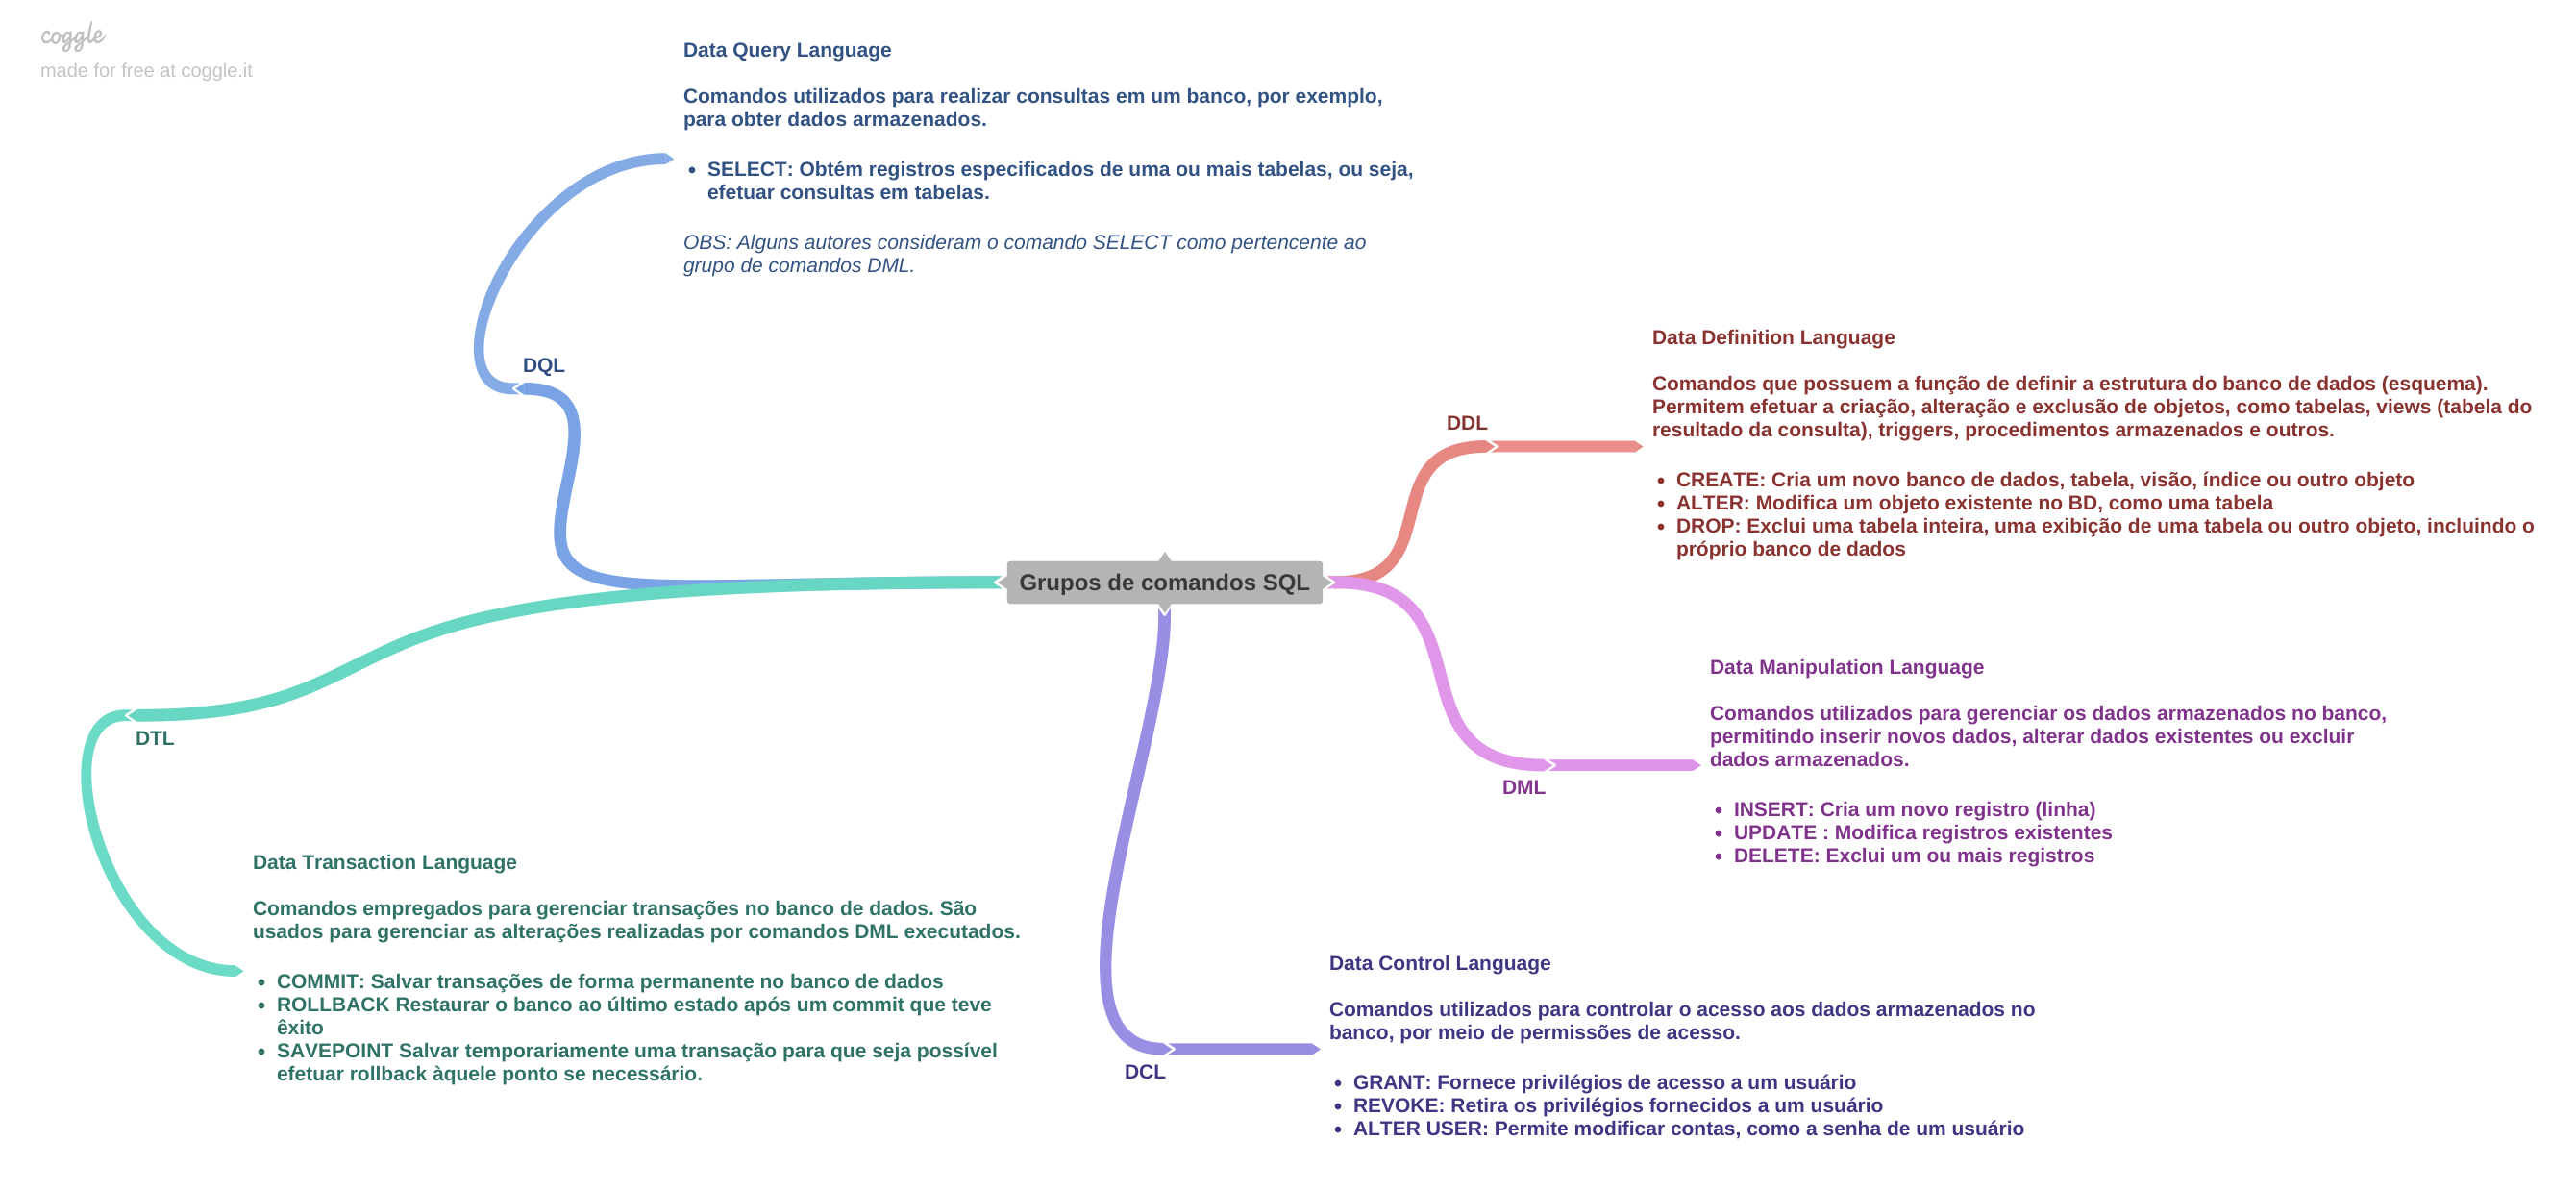 coggle
made for free at coggle.it
Data Query Language
Comandos utilizados para realizar consultas em um banco, por exemplo,
para obter dados armazenados.
• SELECT: Obtém registros especificados de uma ou mais tabelas, ou seja,
efetuar consultas em tabelas.
OBS: Alguns autores consideram o comando SELECT como pertencente ao
grupo de comandos DML.
DQL
Data Definition Language
Comandos que possuem a função de definir a estrutura do banco de dados (esquema).
Permitem efetuar a criação, alteração e exclusão de objetos, como tabelas, views (tabela do
resultado da consulta), triggers, procedimentos armazenados e outros.
• CREATE: Cria um novo banco de dados, tabela, visão, índice ou outro objeto
• ALTER: Modifica um objeto existente no BD, como uma tabela
• DROP: Exclui uma tabela inteira, uma exibição de uma tabela ou outro objeto, incluindo o
próprio banco de dados
DDL
Grupos de comandos SQL
Data Manipulation Language
Comandos utilizados para gerenciar os dados armazenados no banco,
permitindo inserir novos dados, alterar dados existentes ou excluir
dados armazenados.
• INSERT: Cria um novo registro (linha)
• UPDATE : Modifica registros existentes
• DELETE: Exclui um ou mais registros
DML
DTL
Data Transaction Language
Comandos empregados para gerenciar transações no banco de dados. São
usados para gerenciar as alterações realizadas por comandos DML executados.
• COMMIT: Salvar transações de forma permanente no banco de dados
• ROLLBACK Restaurar o banco ao último estado após um commit que teve
êxito
• SAVEPOINT Salvar temporariamente uma transação para que seja possível
efetuar rollback àquele ponto se necessário.
Data Control Language
Comandos utilizados para controlar o acesso aos dados armazenados no
banco, por meio de permissões de acesso.
• GRANT: Fornece privilégios de acesso a um usuário
• REVOKE: Retira os privilégios fornecidos a um usuário
• ALTER USER: Permite modificar contas, como a senha de um usuário
DCL